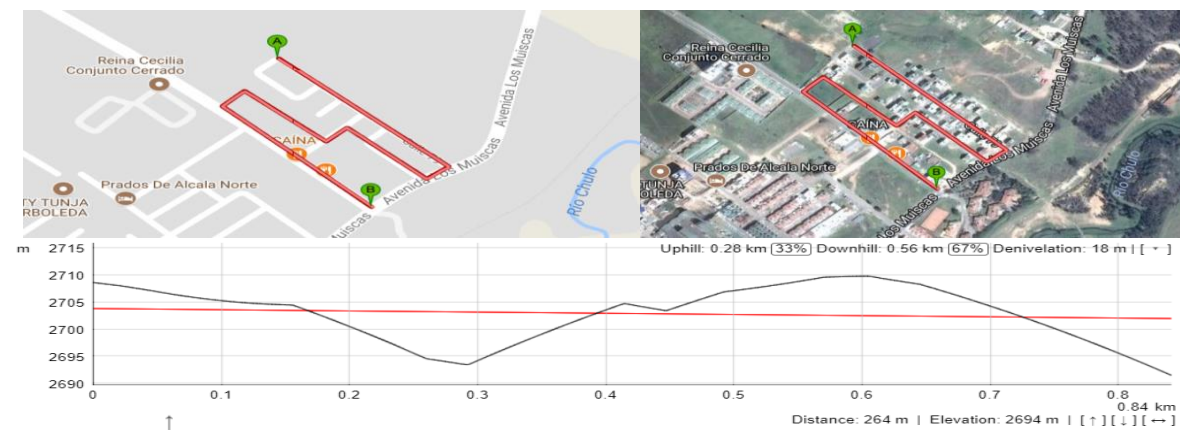 A
Reina Cecilia
Conjunto Cerrado
Avenida Los Muiscas
CAÍNA
Prados De Alcala Norte
TY TUNJA
RBOLEDA
B
Avenida Los Muiscas
Muiscas
Río Chulo
A
Reina Cecilia
Conjunto Cerrado
Avenida Los Muiscas
CAÍNA
Prados De Alcala Norte
TUNJA
OLEDA
B
Avenida Los Muiscas
Los Muiscas
Río Chulo
m
2715
2710
2705
2700
2695
2690
Uphill: 0.28 km 33% Downhill: 0.56 km 67% Denivelation: 18 m | [ ▾ ]
0 0.1 0.2 0.3 0.4 0.5 0.6 0.7 0.8
0.84 km
↑
Distance: 264 m | Elevation: 2694 m | [ ↑ ] [ ↓ ] [ ↔ ]